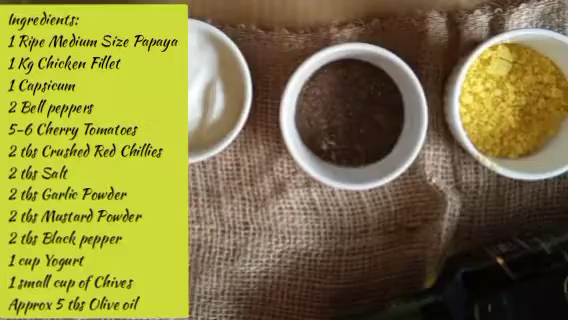 Ingredients:
1 Ripe Medium Size Papaya
1 Kg Chicken Fillet
1 Capsicum
2 Bell peppers
5-6 Cherry Tomatoes
2 tbs Crushed Red Chillies
2 tbs Salt
2 tbs Garlic Powder
2 tbs Mustard Powder
2 tbs Black pepper
1 cup Yogurt
1 small cup of Chives
Approx 5 tbs Olive oil